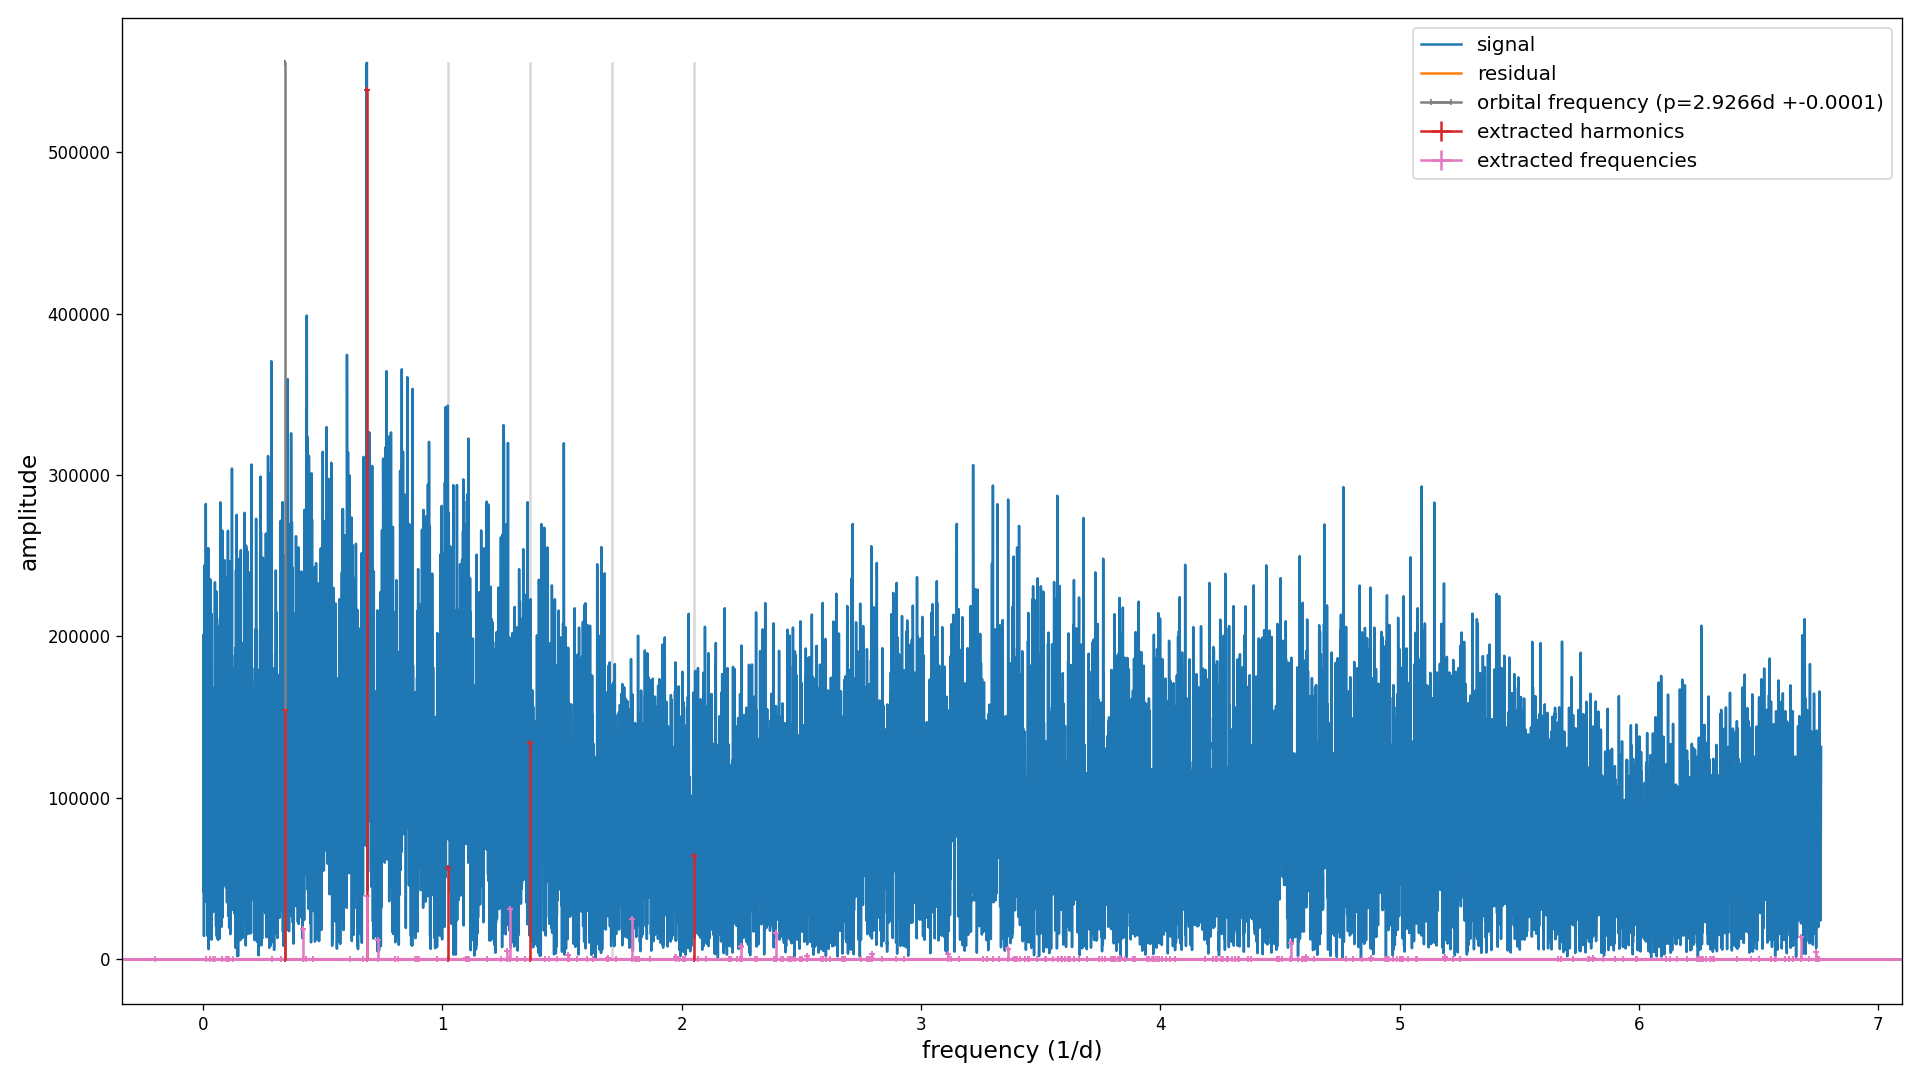 signal
residual
orbital frequency (p=2.9266d +-0.0001)
extracted harmonics
extracted frequencies
500000
400000
300000
200000
100000
0
amplitude
0 1 2 3 4 5 6 7
frequency (1/d)